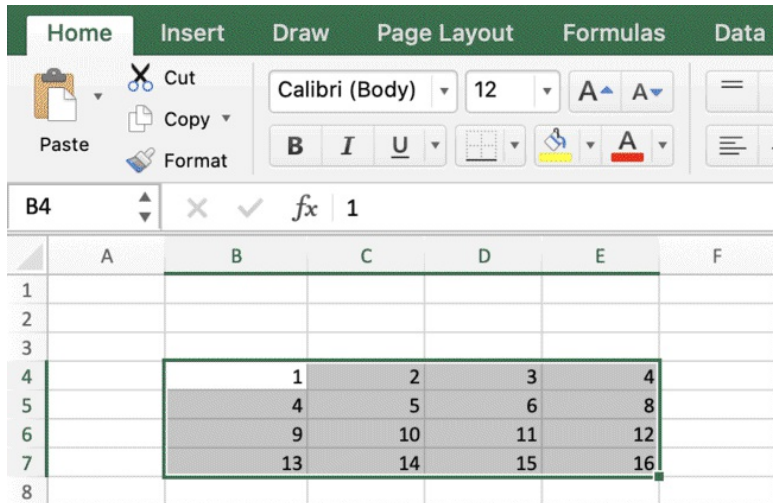 Home Insert Draw Page Layout Formulas Data
Cut
Calibri (Body) 12 A A
Copy
Paste
B I U A
Format
B4 fx 1
A B C D E F
1
2
3
4 1 2 3 4
5 4 5 6 8
6 9 10 11 12
7 13 14 15 16
8